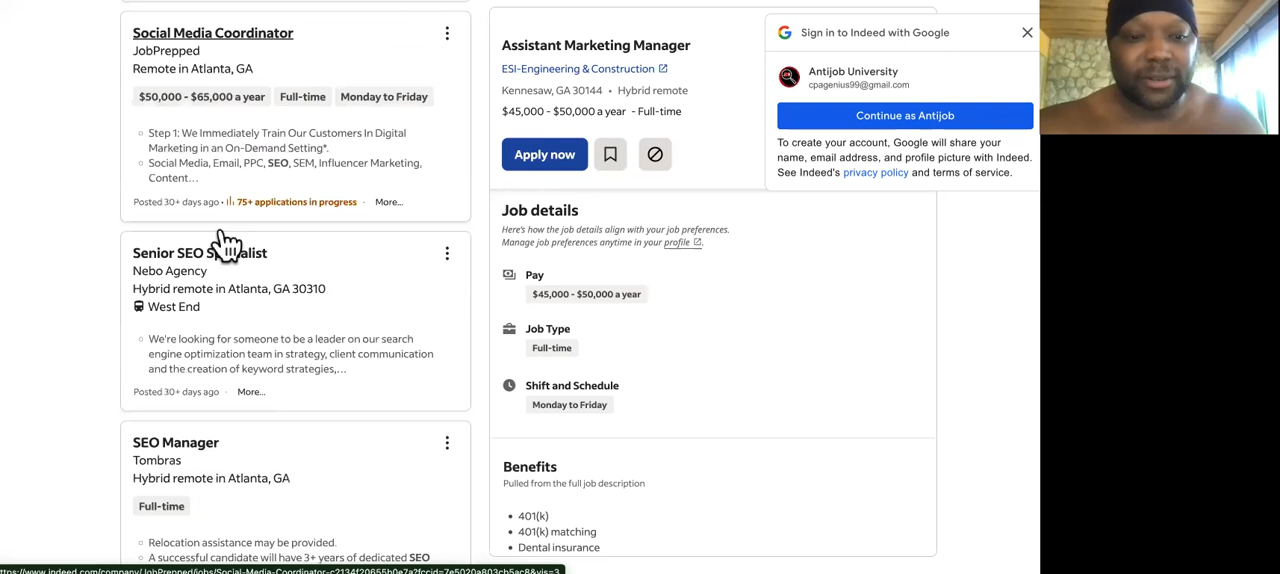 Social Media Coordinator
JobPrepped
Remote in Atlanta, GA
$50,000 - $65,000 a year
Full-time
Monday to Friday
Step 1: We Immediately Train Our Customers In Digital
Marketing in an On-Demand Setting*.
Social Media, Email, PPC, SEO, SEM, Influencer Marketing,
Content…
Posted 30+ days ago • 75+ applications in progress · More...
Senior SEO
Nebo Agency
Hybrid remote in Atlanta, GA 30310
West End
We're looking for someone to be a leader on our search
engine optimization team in strategy, client communication
and the creation of keyword strategies,…
Posted 30+ days ago · More...
SEO Manager
Tombras
Hybrid remote in Atlanta, GA
Full-time
Relocation assistance may be provided.
A successful candidate will have 3+ years of dedicated SEO
Assistant Marketing Manager
ESI-Engineering & Construction
Kennesaw, GA 30144 • Hybrid remote
$45,000 - $50,000 a year - Full-time
Apply now
Job details
Here's how the job details align with your job preferences.
Manage job preferences anytime in your profile.
Pay
$45,000 - $50,000 a year
Job Type
Full-time
Shift and Schedule
Monday to Friday
Benefits
Pulled from the full job description
401(k)
401(k) matching
Dental insurance
Sign in to Indeed with Google
Antijob University
cpagenius99@gmail.com
Continue as Antijob
To create your account, Google will share your
name, email address, and profile picture with Indeed.
See Indeed's privacy policy and terms of service.